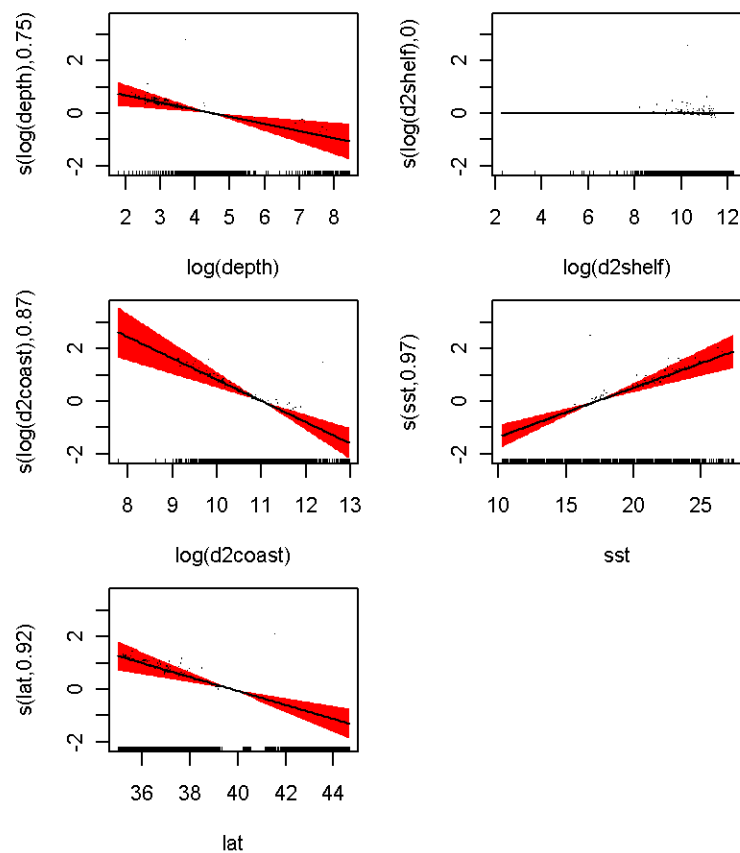 s(log(depth),0.75)
2
0
-2
2 3 4 5 6 7 8
log(depth)
s(log(d2shelf),0)
2
0
-2
2 4 6 8 10 12
log(d2shelf)
s(log(d2coast),0.87)
2
0
-2
8 9 10 11 12 13
log(d2coast)
s(sst,0.97)
2
0
-2
10 15 20 25
sst
s(lat,0.92)
2
0
-2
36 38 40 42 44
lat